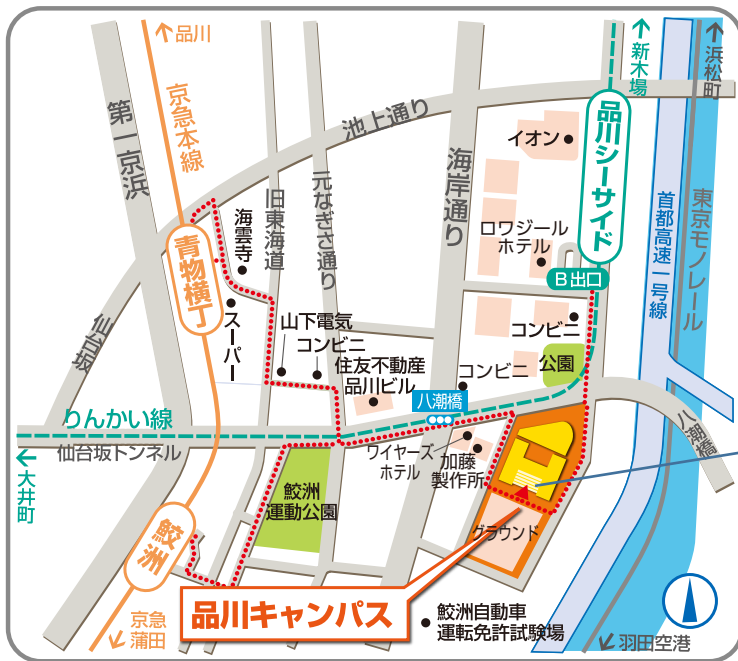 ↑品川
京急本線
第一京浜
池上通り
海岸通り
イオン
品川シーサイド
↑新木場
↑浜松町
首都高速一号線
東京モノレール
ロワジール
ホテル
B出口
海雲寺
旧東海道
元なぎさ通り
青物横丁
スーパー
仙台坂
山下電気
コンビニ
住友不動産
品川ビル
コンビニ
コンビニ
公園
八潮橋
りんかい線
仙台坂トンネル
←大井町
ワイヤーズ
ホテル
加藤
製作所
八潮橋
鮫洲
運動公園
グラウンド
鮫洲
品川キャンパス
鮫洲自動車
運転免許試験場
京急
蒲田
羽田空港